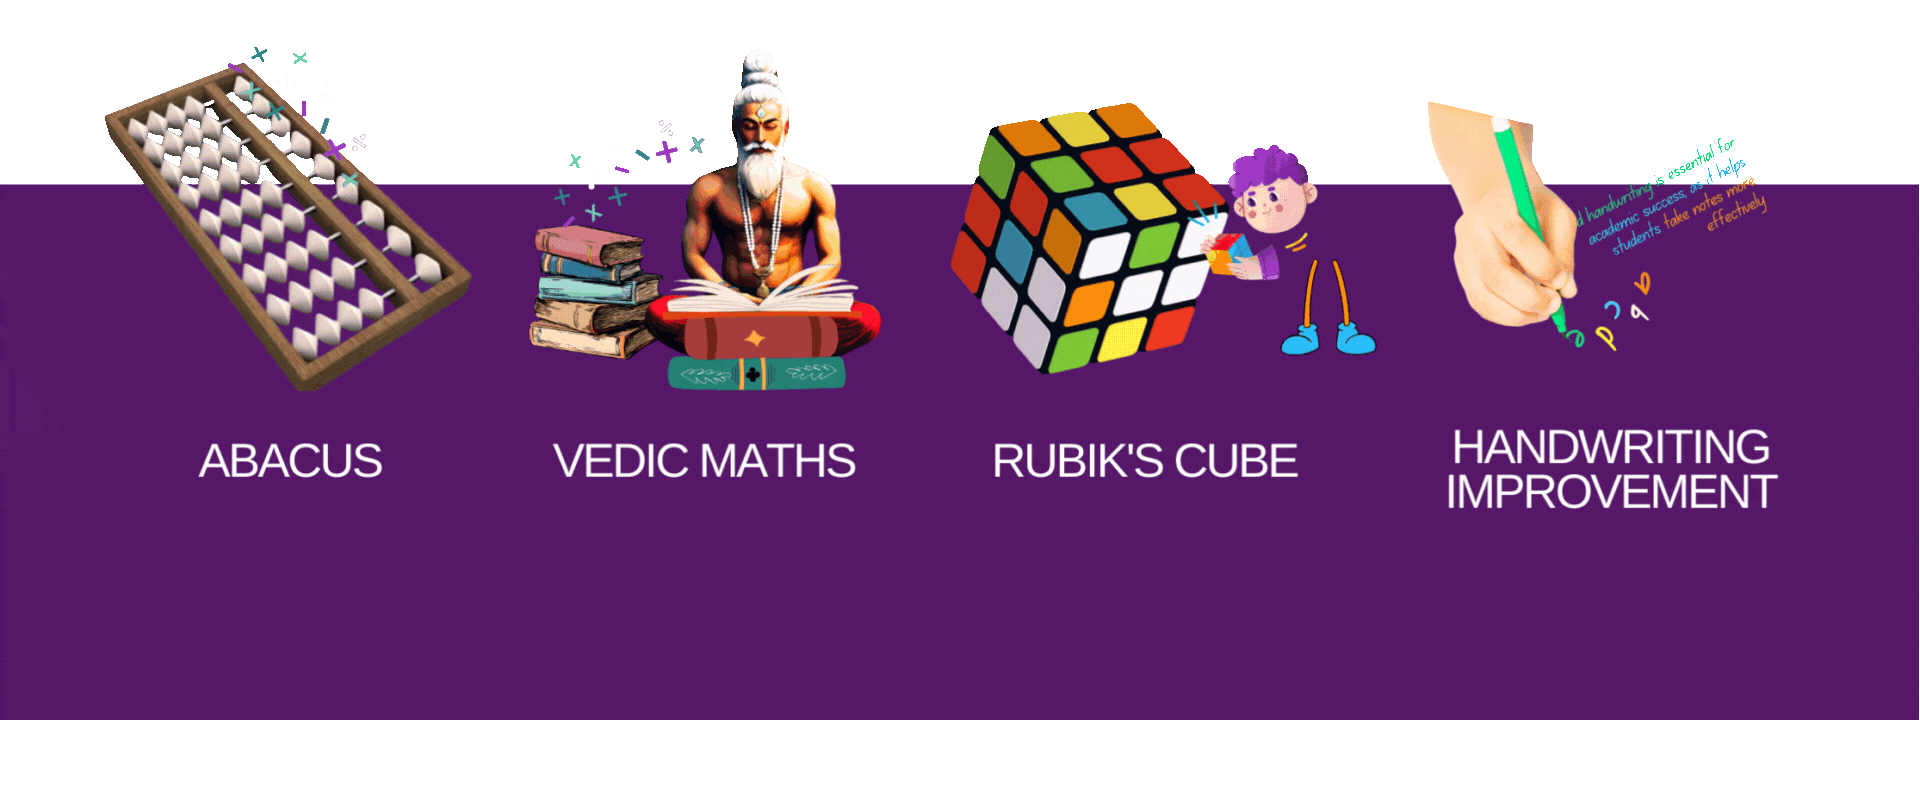 ABACUS
VEDIC MATHS
RUBIK'S CUBE
HANDWRITING
IMPROVEMENT
handwriting is essential for
academic success, as it helps
students take notes more
effectively